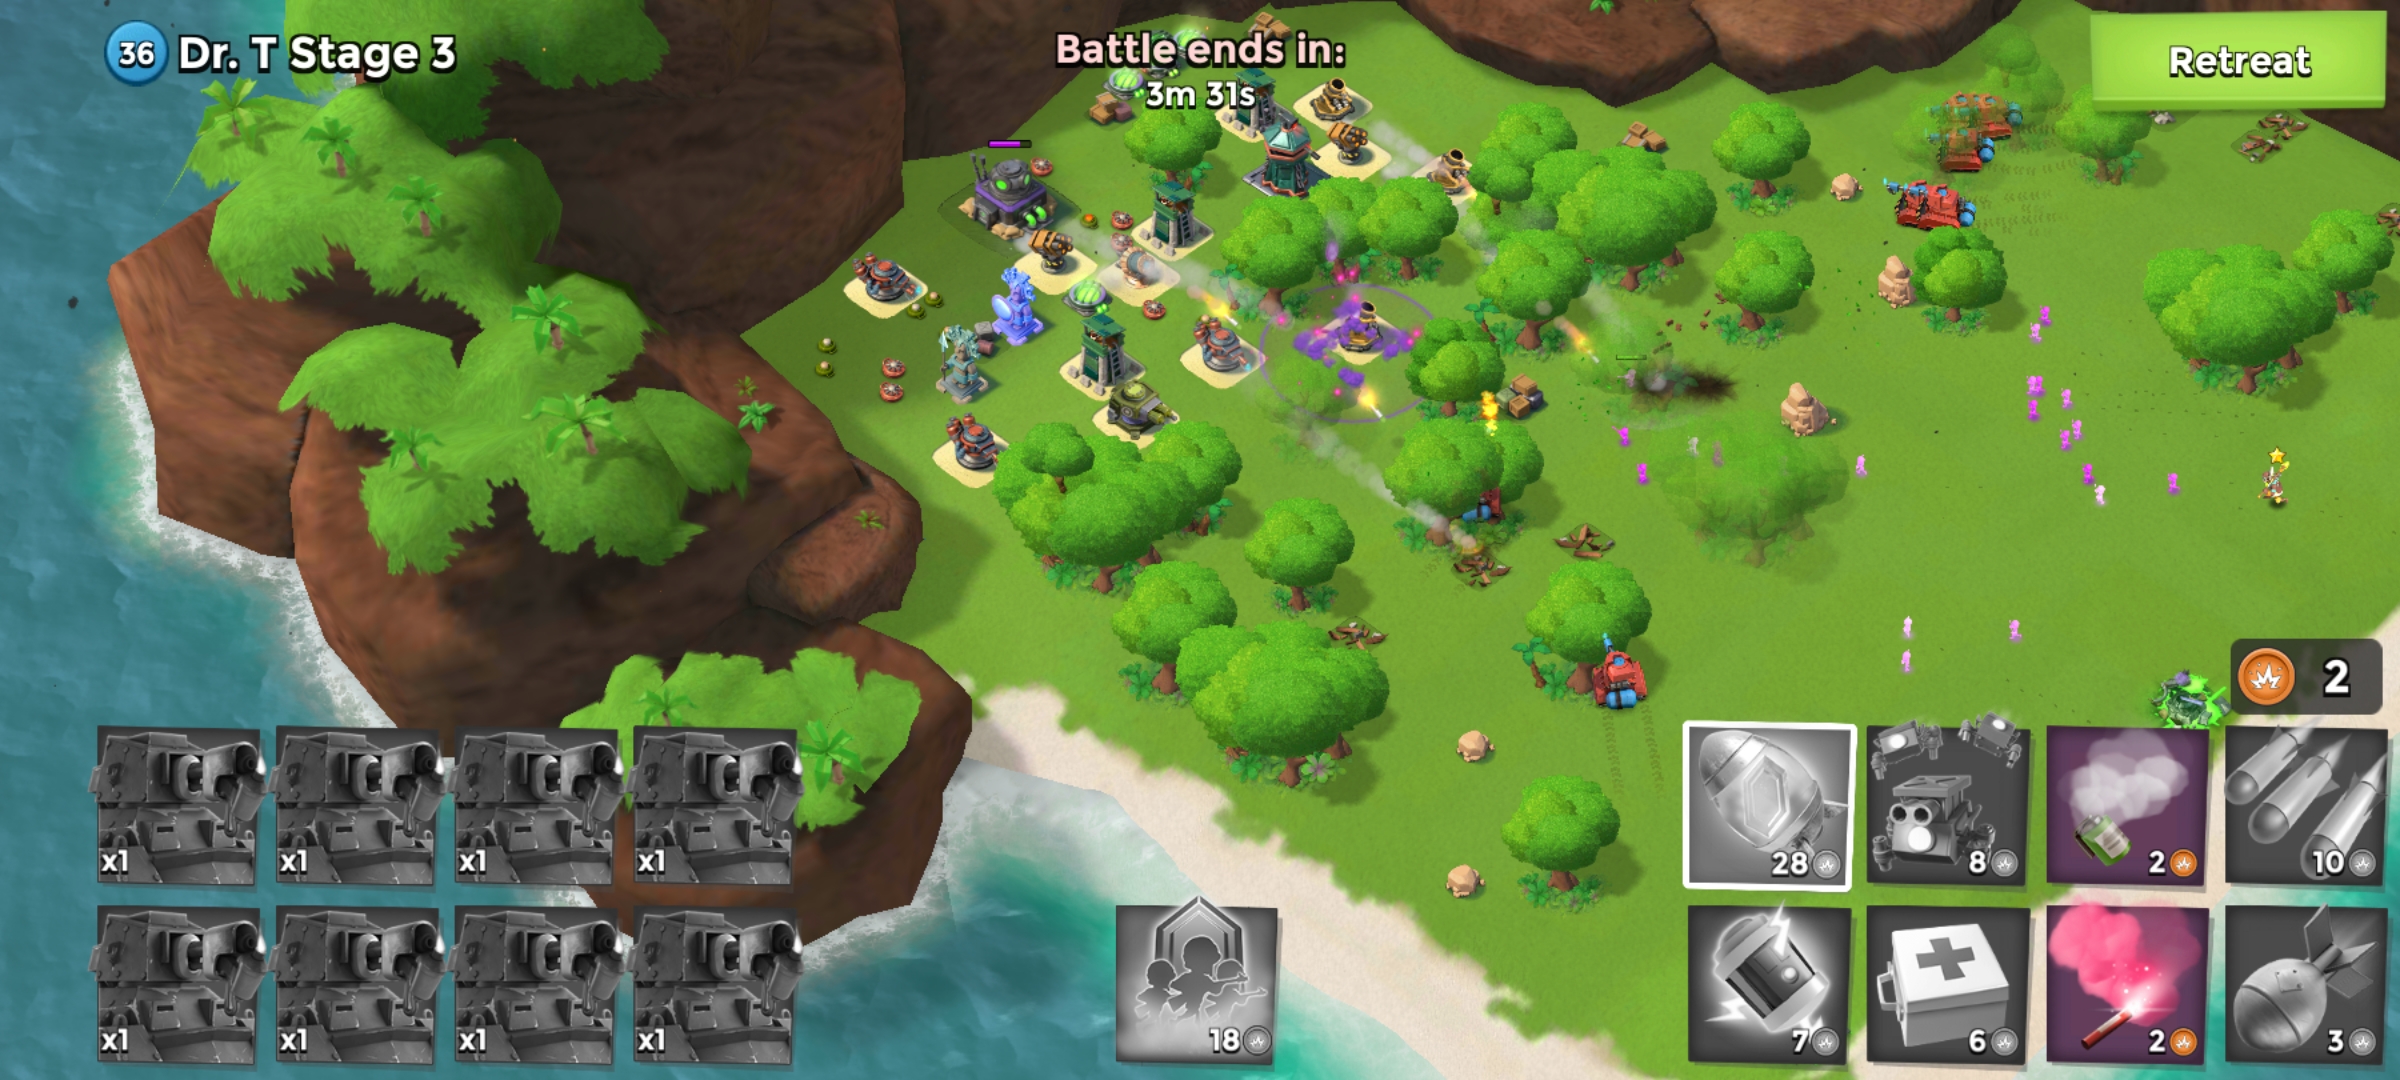 36 Dr. T Stage 3
Battle ends in:
3m 31s
Retreat
2
x1 x1 x1 x1
28 8 2 10
x1 x1 x1 x1
18
7 6 2 3